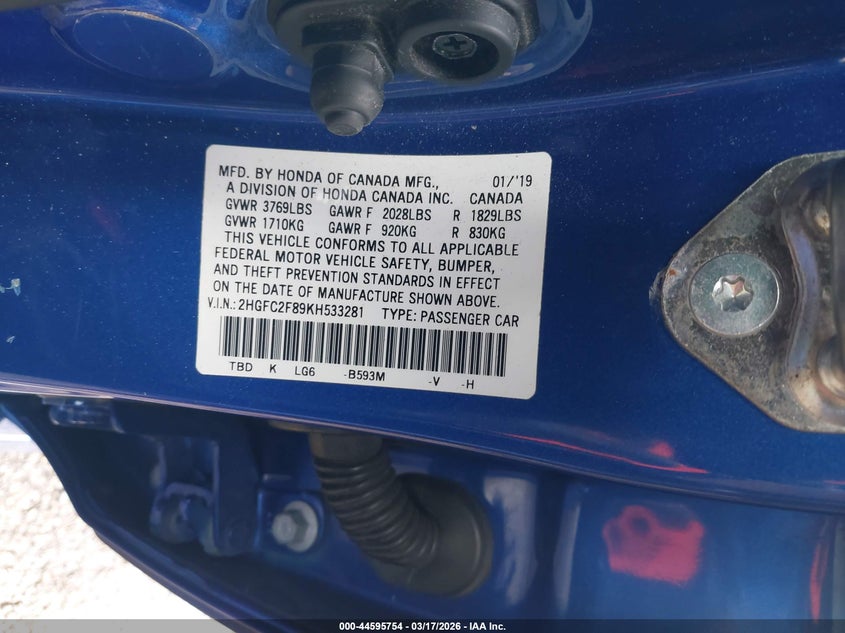 MFD. BY HONDA OF CANADA MFG., 01/'19
A DIVISION OF HONDA CANADA INC. CANADA
GVWR 3769LBS GAWR F 2028LBS R 1829LBS
GVWR 1710KG GAWR F 920KG R 830KG
THIS VEHICLE CONFORMS TO ALL APPLICABLE
FEDERAL MOTOR VEHICLE SAFETY, BUMPER,
AND THEFT PREVENTION STANDARDS IN EFFECT
ON THE DATE OF MANUFACTURE SHOWN ABOVE.
V.I.N.: 2HGFC2F89KH533281 TYPE: PASSENGER CAR
TBD K LG6 -B593M -V -H
000-44595754 | 03/17/2026 | IAA Inc.